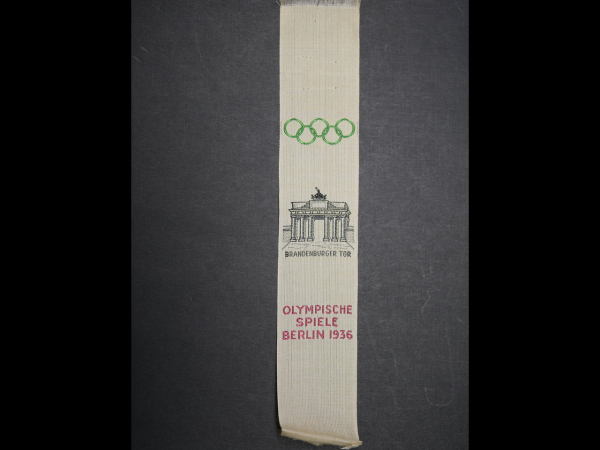 BRANDENBURGER TOR
OLYMPISCHE
SPIELE
BERLIN 1936